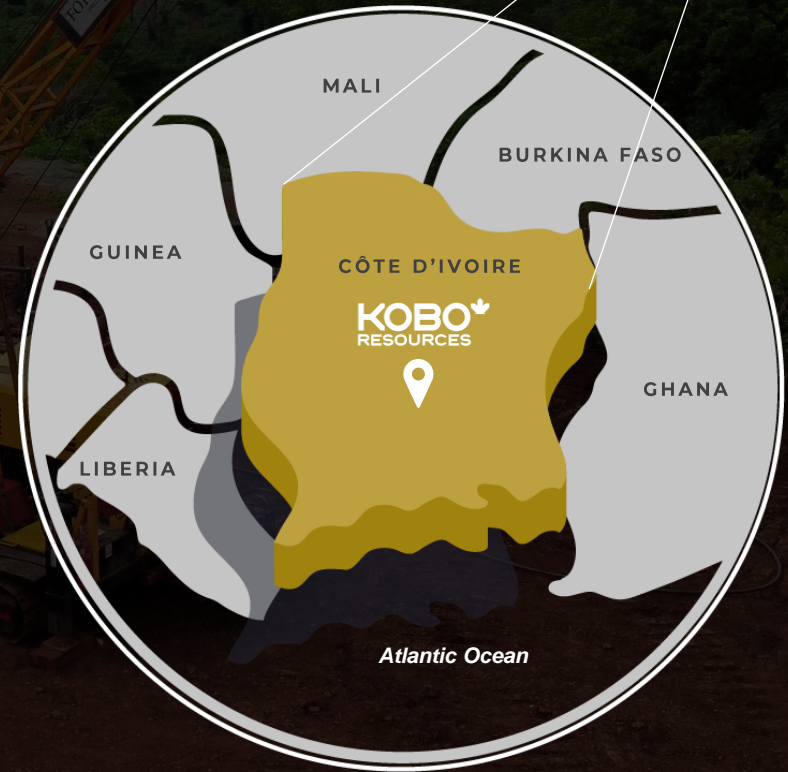 MALI
BURKINA FASO
GUINEA
CÔTE D’IVOIRE
KOBO
RESOURCES
GHANA
LIBERIA
Atlantic Ocean